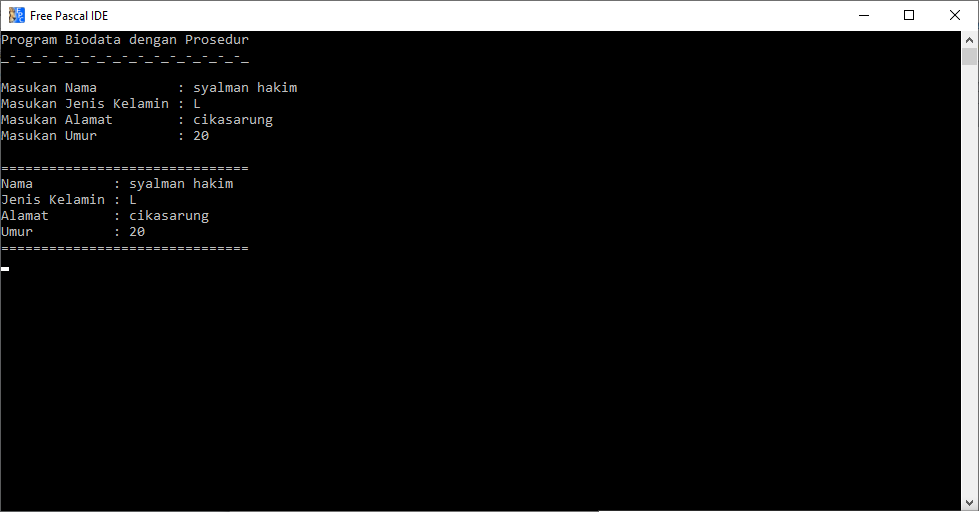 Free Pascal IDE
Program Biodata dengan Prosedur
_-_-_-_-_-_-_-_-_-_-_-_-_-_-_-_
Masukan Nama          : syalman hakim
Masukan Jenis Kelamin : L
Masukan Alamat        : cikasarung
Masukan Umur          : 20
===============================
Nama          : syalman hakim
Jenis Kelamin : L
Alamat        : cikasarung
Umur          : 20
===============================